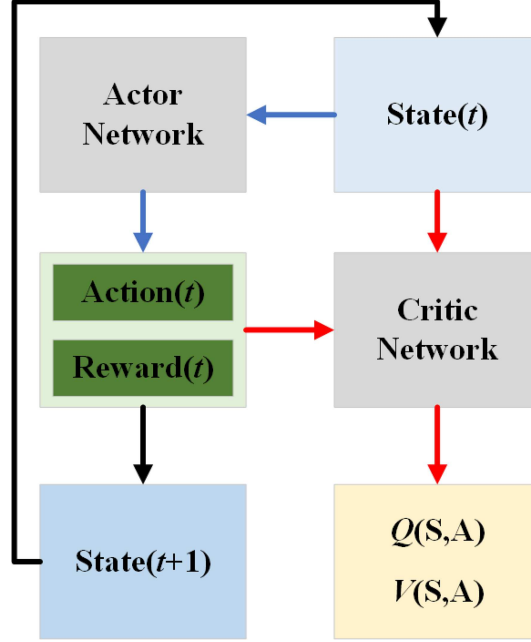 Actor
Network
State(t)
Action(t)
Reward(t)
Critic
Network
State(t+1)
Q(S,A)
V(S,A)